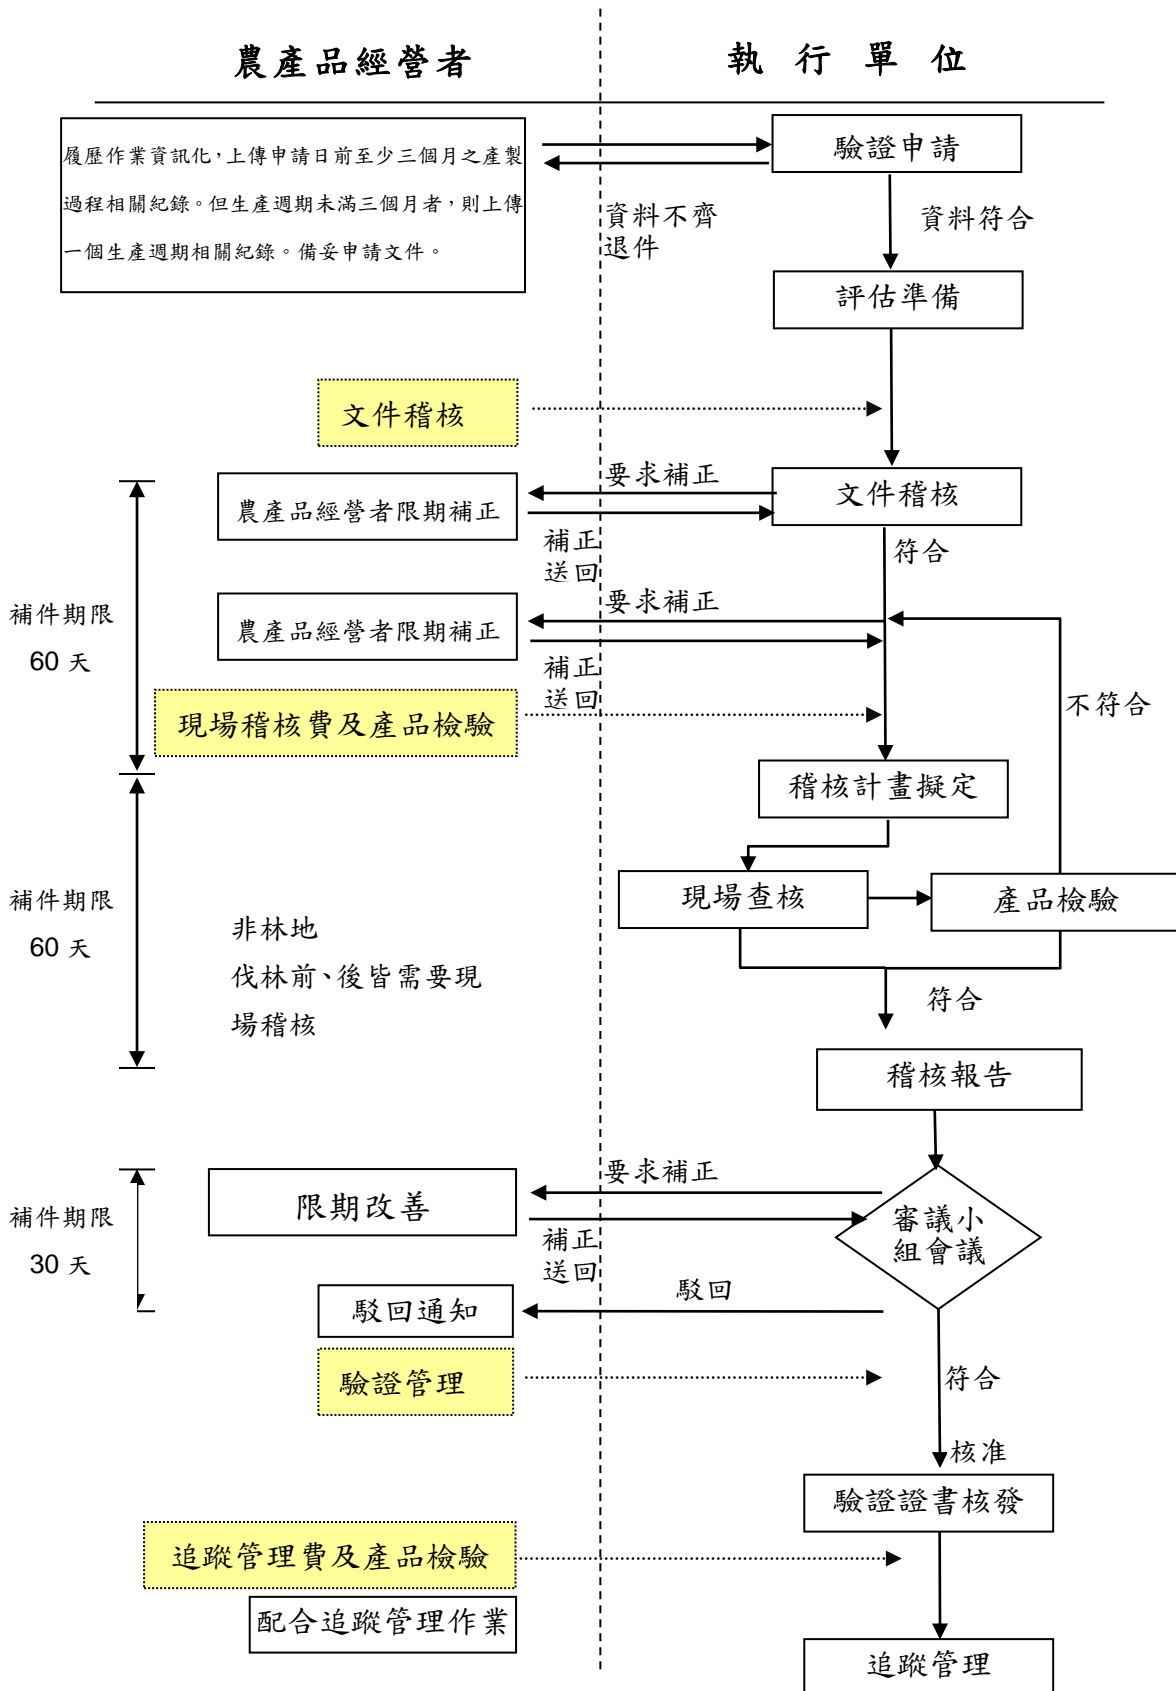 農產品經營者
執行單位
履歷作業資訊化，上傳申請日前至少三個月之產製
過程相關紀錄。但生產週期未滿三個月者，則上傳
一個生產週期相關紀錄。備妥申請文件。
驗證申請
資料不齊
退件
資料符合
評估準備
文件稽核
要求補正
文件稽核
農產品經營者限期補正
補正
送回
符合
要求補正
農產品經營者限期補正
補件期限
60 天
補正
送回
不符合
現場稽核費及產品檢驗
稽核計畫擬定
現場查核
產品檢驗
補件期限
60 天
非林地
伐林前、後皆需要現
場稽核
符合
稽核報告
要求補正
限期改善
審議小
組會議
補件期限
30 天
補正
送回
駁回
駁回通知
驗證管理
符合
核准
驗證證書核發
追蹤管理費及產品檢驗
配合追蹤管理作業
追蹤管理